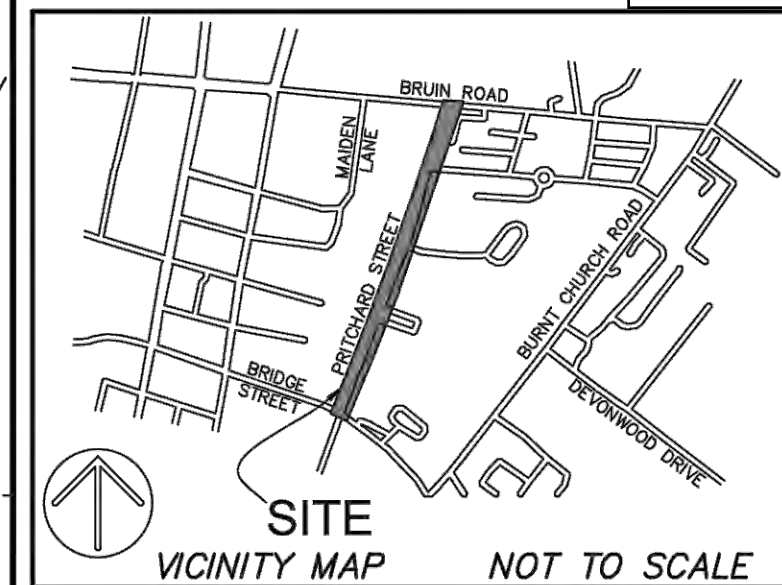 BRUIN ROAD
MAIDEN
LANE
PRITCHARD STREET
BURNT CHURCH ROAD
BRIDGE
STREET
DEVONWOOD DRIVE
SITE
VICINITY MAP
NOT TO SCALE